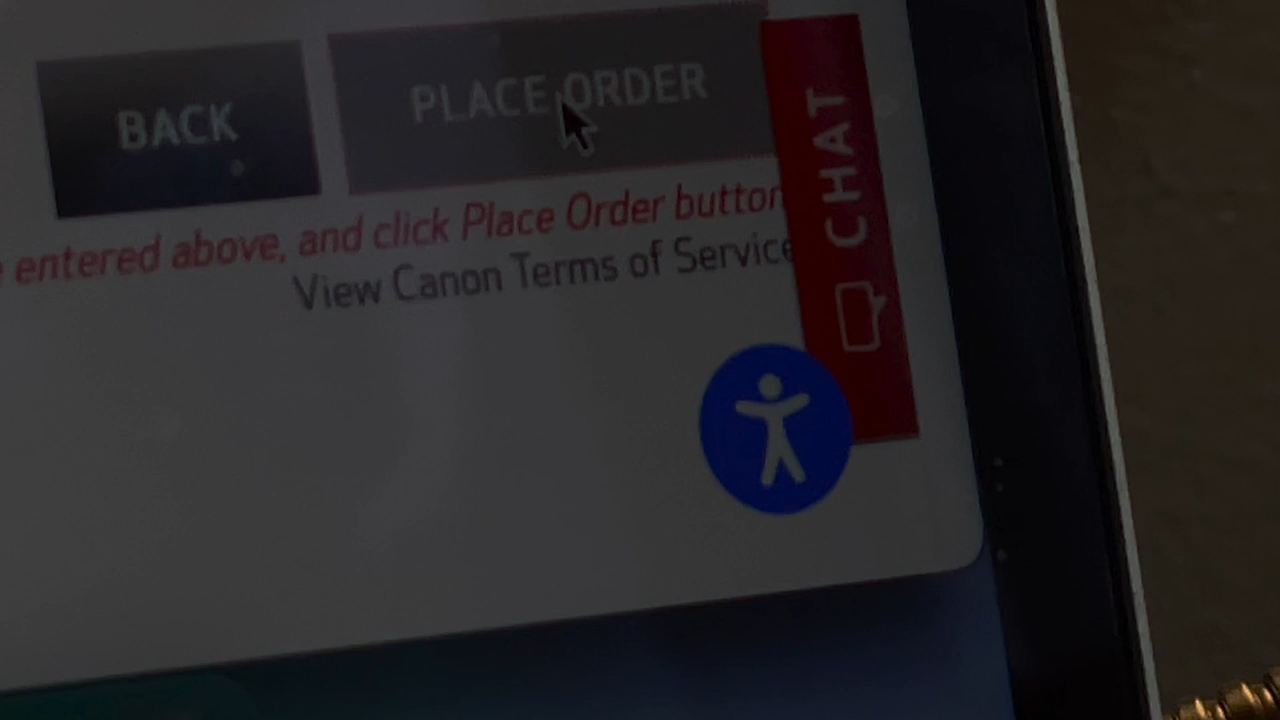 BACK
PLACE ORDER
CHAT
entered above, and click Place Order button
View Canon Terms of Service